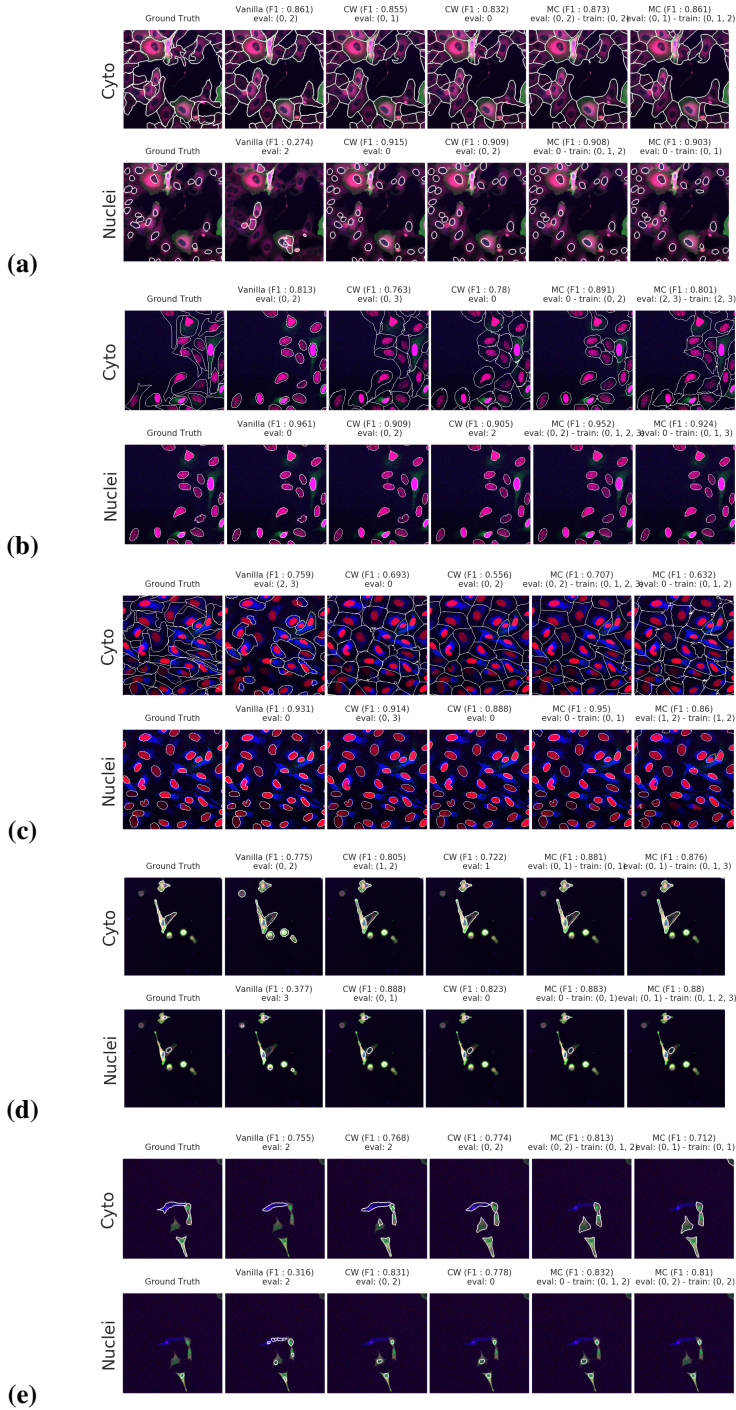 Ground Truth
Vanilla (F1 : 0.861)
eval: (0, 2)
CW (F1 : 0.855)
eval: (0, 1)
CW (F1 : 0.832)
eval: 0
MC (F1 : 0.873)
eval: (0, 2) - train: (0, 2)
MC (F1 : 0.861)
eval: (0, 1) - train: (0, 1, 2)
Cyto
Ground Truth
Vanilla (F1 : 0.274)
eval: 2
CW (F1 : 0.915)
eval: 0
CW (F1 : 0.909)
eval: (0, 2)
MC (F1 : 0.908)
eval: 0 - train: (0, 1, 2)
MC (F1 : 0.903)
eval: 0 - train: (0, 1)
Nuclei
(a)
Ground Truth
Vanilla (F1 : 0.813)
eval: (0, 2)
CW (F1 : 0.763)
eval: (0, 3)
CW (F1 : 0.78)
eval: 0
MC (F1 : 0.891)
eval: 0 - train: (0, 2)
MC (F1 : 0.801)
eval: (2, 3) - train: (2, 3)
Cyto
Ground Truth
Vanilla (F1 : 0.961)
eval: 0
CW (F1 : 0.909)
eval: (0, 2)
CW (F1 : 0.905)
eval: 2
MC (F1 : 0.952)
eval: (0, 2) - train: (0, 1, 2, 3)
MC (F1 : 0.924)
eval: 0 - train: (0, 1, 3)
Nuclei
(b)
Ground Truth
Vanilla (F1 : 0.759)
eval: (2, 3)
CW (F1 : 0.693)
eval: 0
CW (F1 : 0.556)
eval: (0, 2)
MC (F1 : 0.707)
eval: (0, 2) - train: (0, 1, 2, 3)
MC (F1 : 0.632)
eval: 0 - train: (0, 1, 2)
Cyto
Ground Truth
Vanilla (F1 : 0.931)
eval: 0
CW (F1 : 0.914)
eval: (0, 3)
CW (F1 : 0.888)
eval: 0
MC (F1 : 0.95)
eval: 0 - train: (0, 1)
MC (F1 : 0.86)
eval: (1, 2) - train: (1, 2)
Nuclei
(c)
Ground Truth
Vanilla (F1 : 0.775)
eval: (0, 2)
CW (F1 : 0.805)
eval: (1, 2)
CW (F1 : 0.722)
eval: 1
MC (F1 : 0.881)
eval: (0, 1) - train: (0, 1)
MC (F1 : 0.876)
eval: (0, 1) - train: (0, 1, 3)
Cyto
Ground Truth
Vanilla (F1 : 0.377)
eval: 3
CW (F1 : 0.888)
eval: (0, 1)
CW (F1 : 0.823)
eval: 0
MC (F1 : 0.883)
eval: 0 - train: (0, 1)
MC (F1 : 0.88)
eval: (0, 1) - train: (0, 1, 2, 3)
Nuclei
(d)
Ground Truth
Vanilla (F1 : 0.755)
eval: 2
CW (F1 : 0.768)
eval: 2
CW (F1 : 0.774)
eval: (0, 2)
MC (F1 : 0.813)
eval: (0, 2) - train: (0, 1, 2)
MC (F1 : 0.712)
eval: (0, 1) - train: (0, 1)
Cyto
Ground Truth
Vanilla (F1 : 0.316)
eval: 2
CW (F1 : 0.831)
eval: (0, 2)
CW (F1 : 0.778)
eval: 0
MC (F1 : 0.832)
eval: 0 - train: (0, 1, 2)
MC (F1 : 0.81)
eval: (0, 2) - train: (0, 2)
Nuclei
(e)